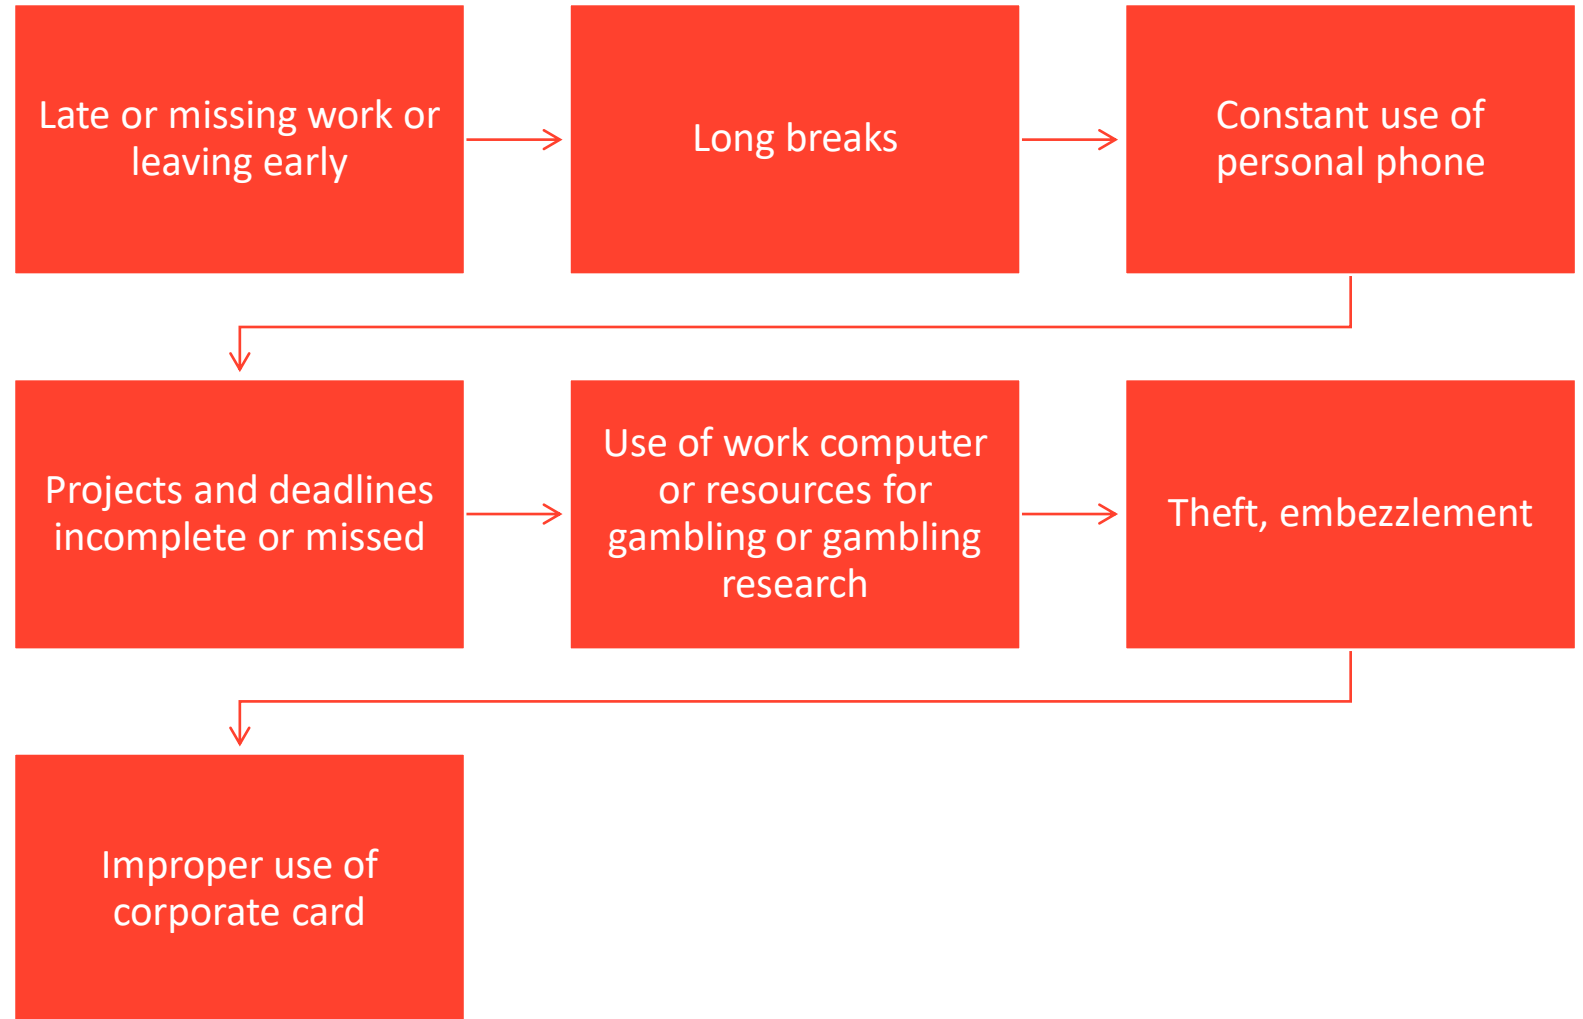 Late or missing work or
leaving early
Long breaks
Constant use of
personal phone
Projects and deadlines
incomplete or missed
Use of work computer
or resources for
gambling or gambling
research
Theft, embezzlement
Improper use of
corporate card